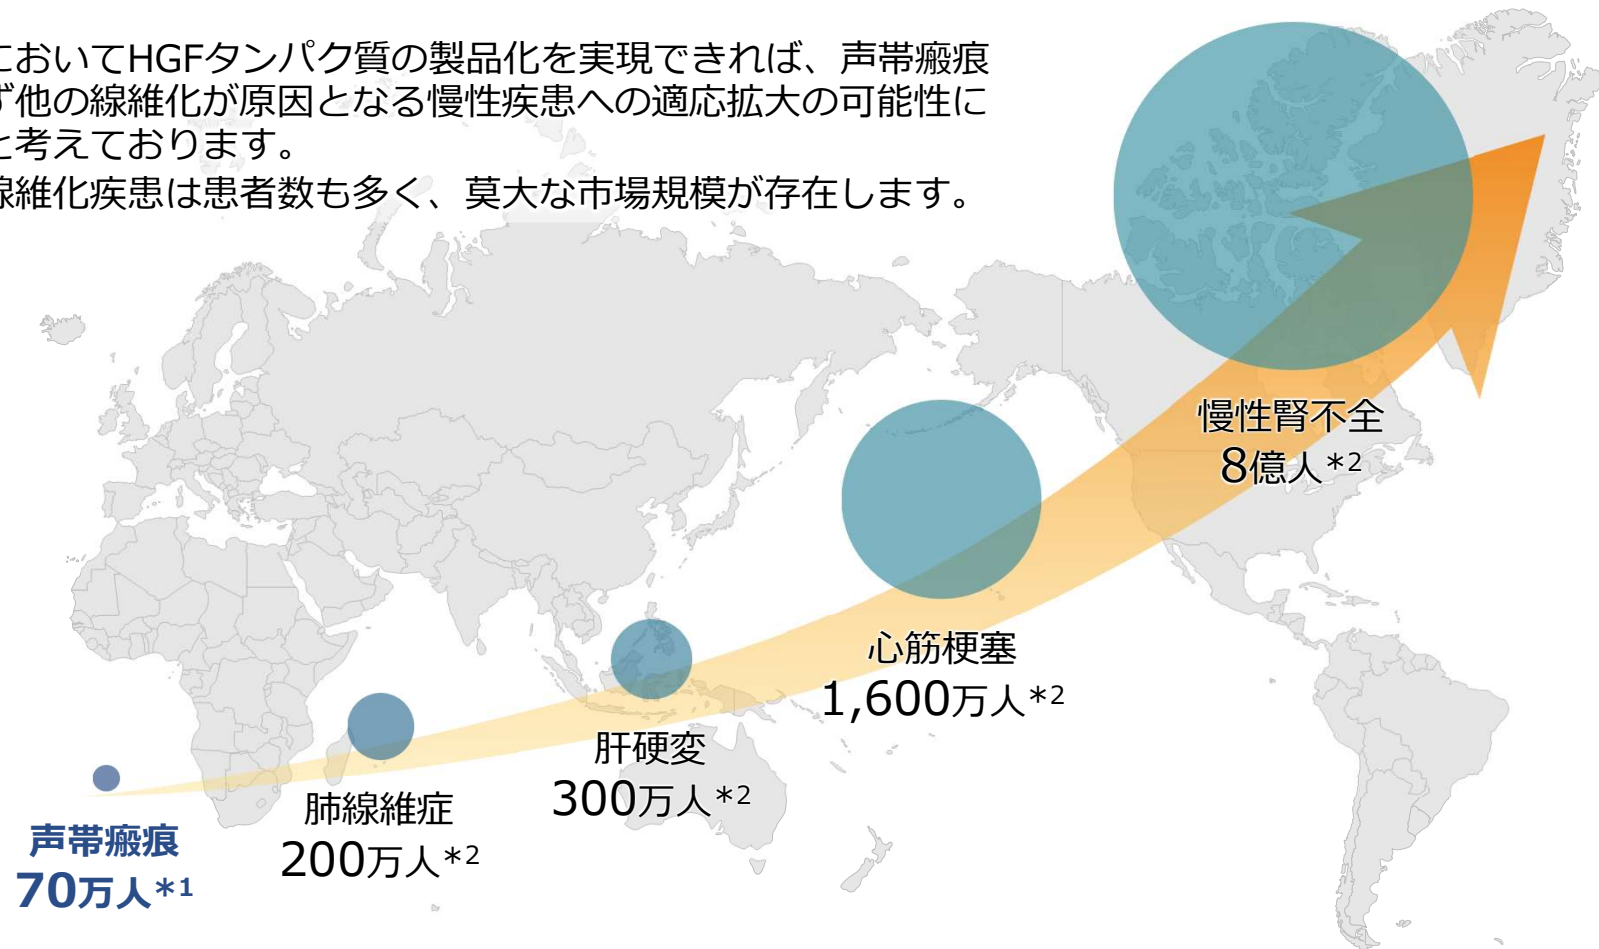 においてHGFタンパク質の製品化を実現できれば、声帯瘢痕
ず他の線維化が原因となる慢性疾患への適応拡大の可能性に
と考えております。
線維化疾患は患者数も多く、莫大な市場規模が存在します。
慢性腎不全
8億人*2
心筋梗塞
1,600万人*2
肝硬変
300万人*2
肺線維症
200万人*2
声帯瘢痕
70万人*1